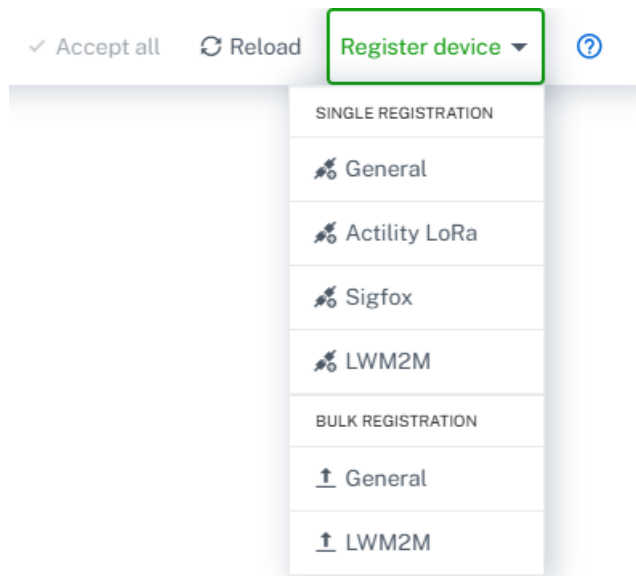 Accept all Reload Register device ?
SINGLE REGISTRATION
General
Actility LoRa
Sigfox
LWM2M
BULK REGISTRATION
General
LWM2M